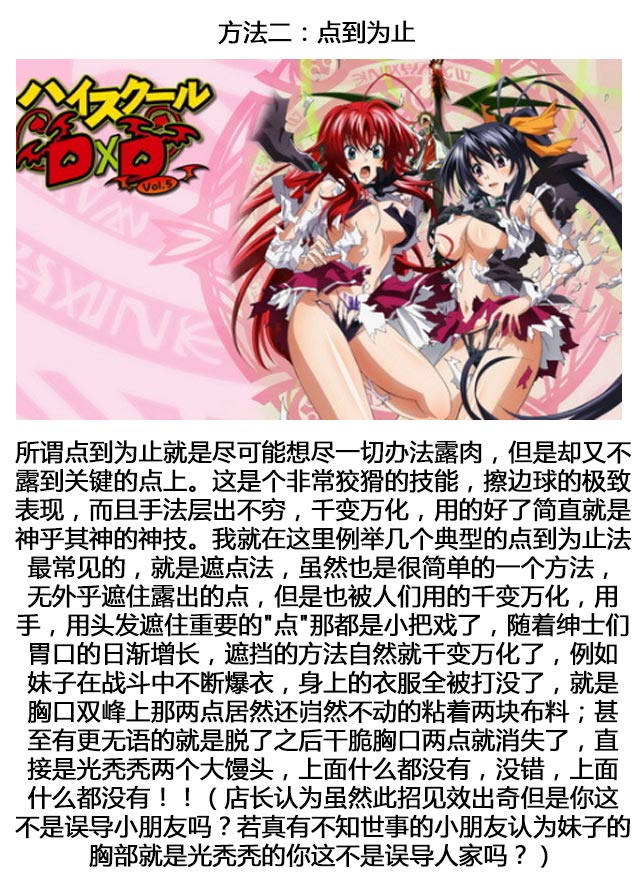 方法二：点到为止
ハイスクール
D×D
Vol.5
所谓点到为止就是尽可能想尽一切办法露肉，但是却又不
露到关键的点上。这是个非常狡猾的技能，擦边球的极致
表现，而且手法层出不穷，千变万化，用的好了简直就是
神乎其神的神技。我就在这里例举几个典型的点到为止法
最常见的，就是遮点法，虽然也是很简单的一个方法，
无外乎遮住露出的点，但是也被人们用的千变万化，用
手，用头发遮住重要的"点"那都是小把戏了，随着绅士们
胃口的日渐增长，遮挡的方法自然就千变万化了，例如
妹子在战斗中不断爆衣，身上的衣服全被打没了，就是
胸口双峰上那两点居然还岿然不动的粘着两块布料；甚
至有更无语的就是脱了之后干脆胸口两点就消失了，直
接是光秃秃两个大馒头，上面什么都没有，没错，上面
什么都没有！！（店长认为虽然此招见效出奇但是你这
不是误导小朋友吗？若真有不知世事的小朋友认为妹子的
胸部就是光秃秃的你这不是误导人家吗？）